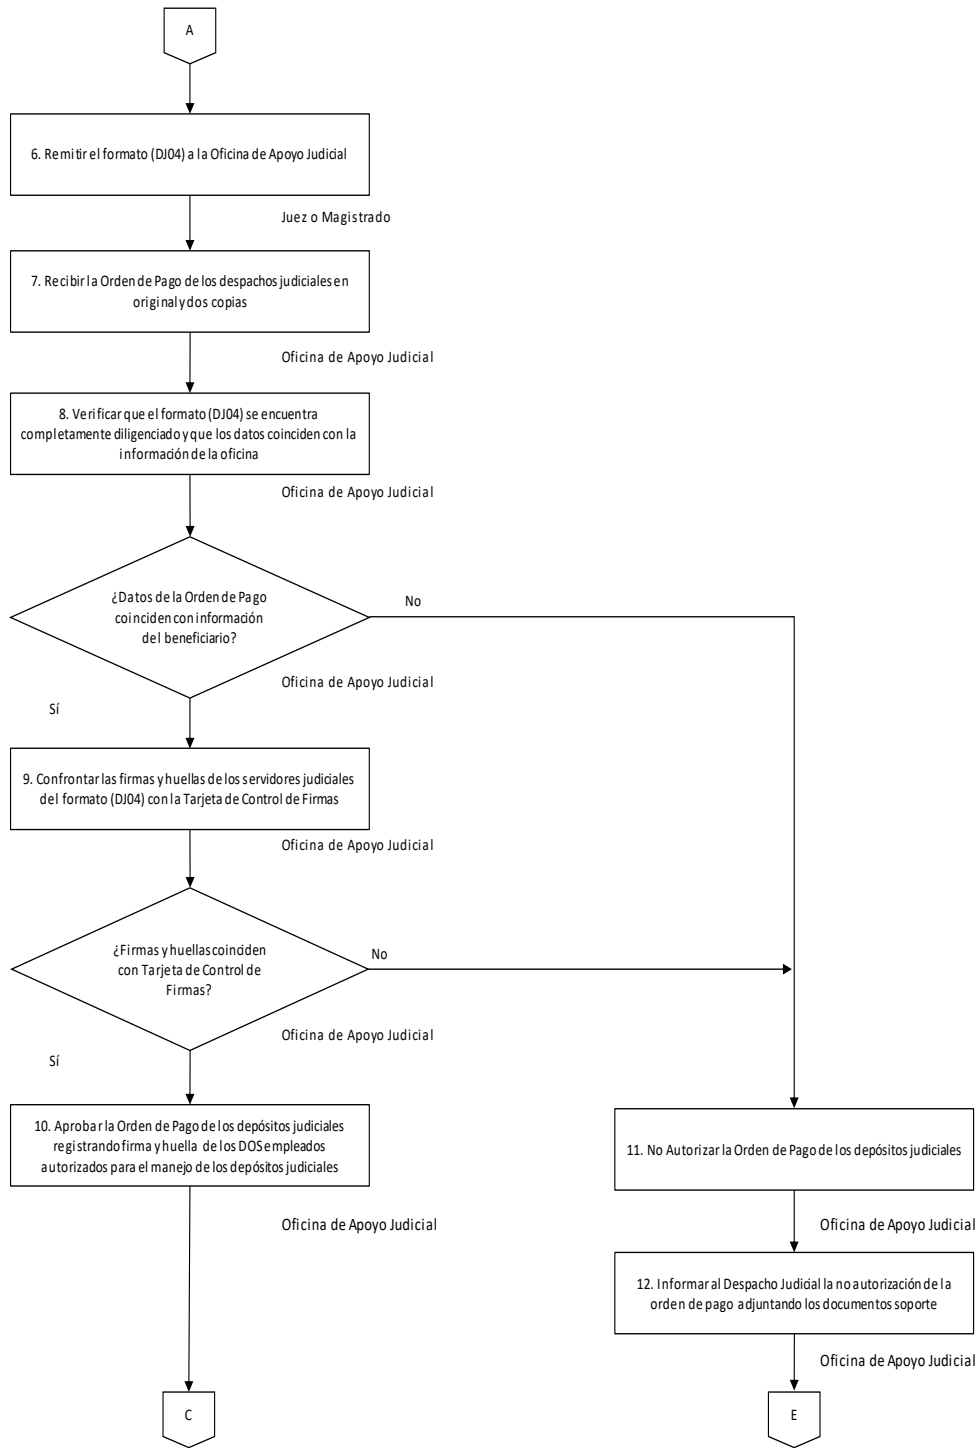 A
6. Remitir el formato (DJ04) a la Oficina de Apoyo Judicial
Juez o Magistrado
7. Recibir la Orden de Pago de los despachos judiciales en
original y dos copias
Oficina de Apoyo Judicial
8. Verificar que el formato (DJ04) se encuentra
completamente diligenciado y que los datos coinciden con la
información de la oficina
Oficina de Apoyo Judicial
¿Datos de la Orden de Pago
coinciden con información
del beneficiario?
No
Oficina de Apoyo Judicial
Sí
9. Confrontar las firmas y huellas de los servidores judiciales
del formato (DJ04) con la Tarjeta de Control de Firmas
Oficina de Apoyo Judicial
¿Firmas y huellas coinciden
con Tarjeta de Control de
Firmas?
No
Oficina de Apoyo Judicial
Sí
10. Aprobar la Orden de Pago de los depósitos judiciales
registrando firma y huella de los DOS empleados
autorizados para el manejo de los depósitos judiciales
Oficina de Apoyo Judicial
11. No Autorizar la Orden de Pago de los depósitos judiciales
Oficina de Apoyo Judicial
12. Informar al Despacho Judicial la no autorización de la
orden de pago adjuntando los documentos soporte
Oficina de Apoyo Judicial
C
E